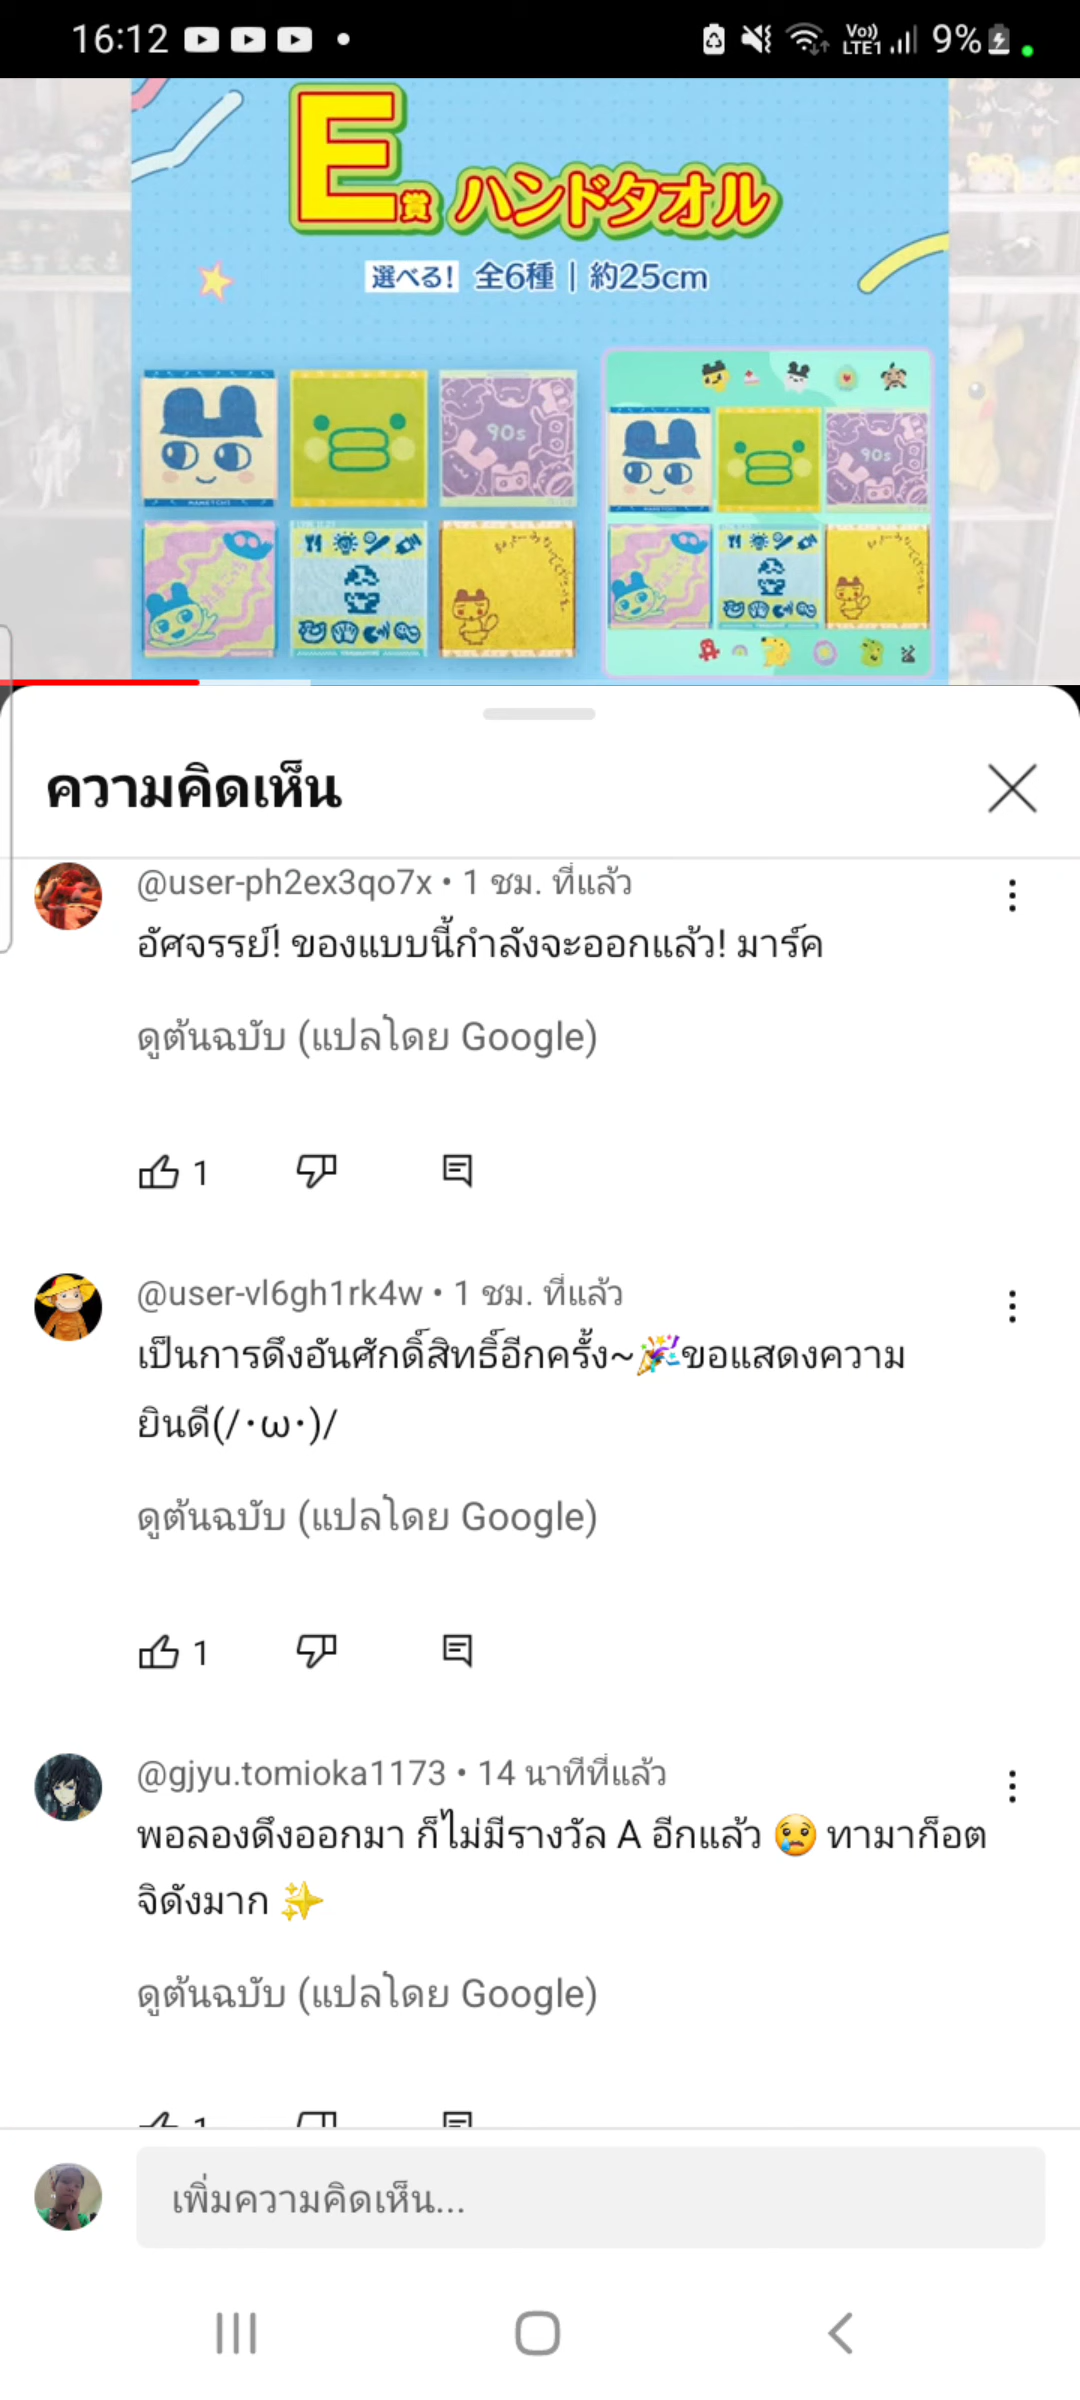 16:12
Vo))
LTE1
9%
E賞 ハンドタオル
選べる! 全6種 | 約25cm
90s
90s
MAMETCHI
ความคิดเห็น
@user-ph2ex3qo7x • 1 ชม. ที่แล้ว
อัศจรรย์! ของแบบนี้กำลังจะออกแล้ว! มาร์ค
ดูต้นฉบับ (แปลโดย Google)
1
@user-vl6gh1rk4w • 1 ชม. ที่แล้ว
เป็นการดึงอันศักดิ์สิทธิ์อีกครั้ง~🎉ขอแสดงความ
ยินดี(/･ω･)/
ดูต้นฉบับ (แปลโดย Google)
1
@gjyu.tomioka1173 • 14 นาทีที่แล้ว
พอลองดึงออกมา ก็ไม่มีรางวัล A อีกแล้ว 😢 ทามาก็อต
จิดังมาก ✨
ดูต้นฉบับ (แปลโดย Google)
1
เพิ่มความคิดเห็น...